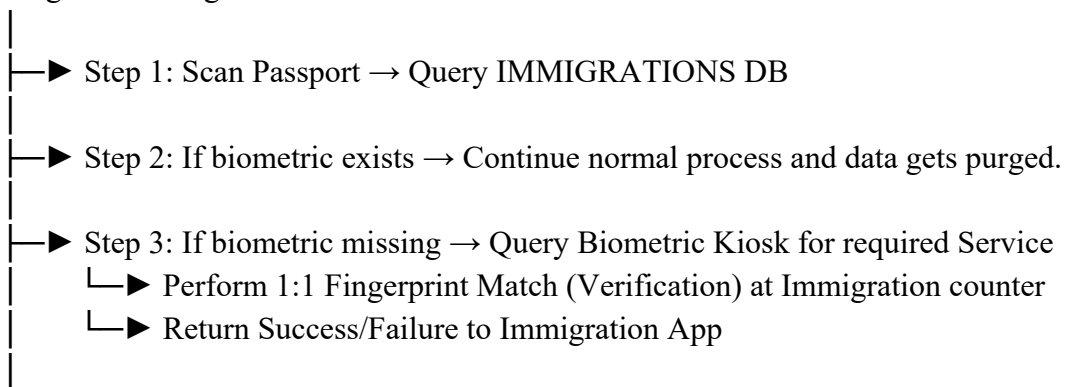 Step 1: Scan Passport → Query IMMIGRATIONS DB
Step 2: If biometric exists → Continue normal process and data gets purged.
Step 3: If biometric missing → Query Biometric Kiosk for required Service
Perform 1:1 Fingerprint Match (Verification) at Immigration counter
Return Success/Failure to Immigration App